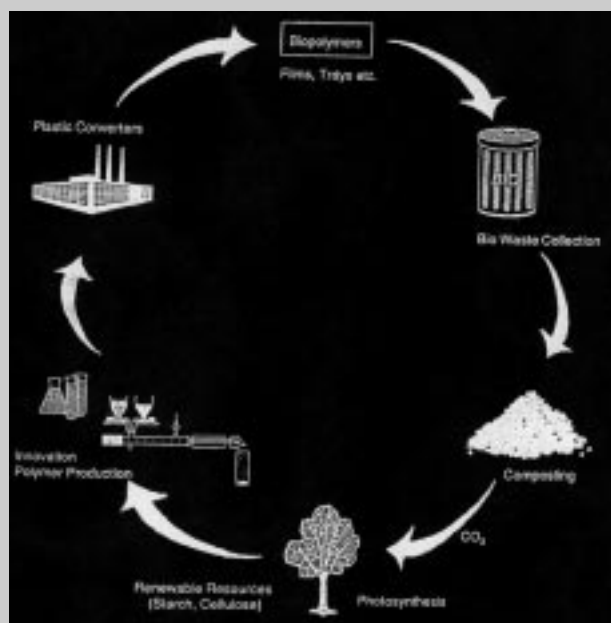 Biopolymers
Films, Trays etc.
Plastic Converters
BIO
Bio Waste Collection
Innovation
Polymer Production
Composting
CO₂
Renewable Resources
(Starch, Cellulose)
Photosynthesis